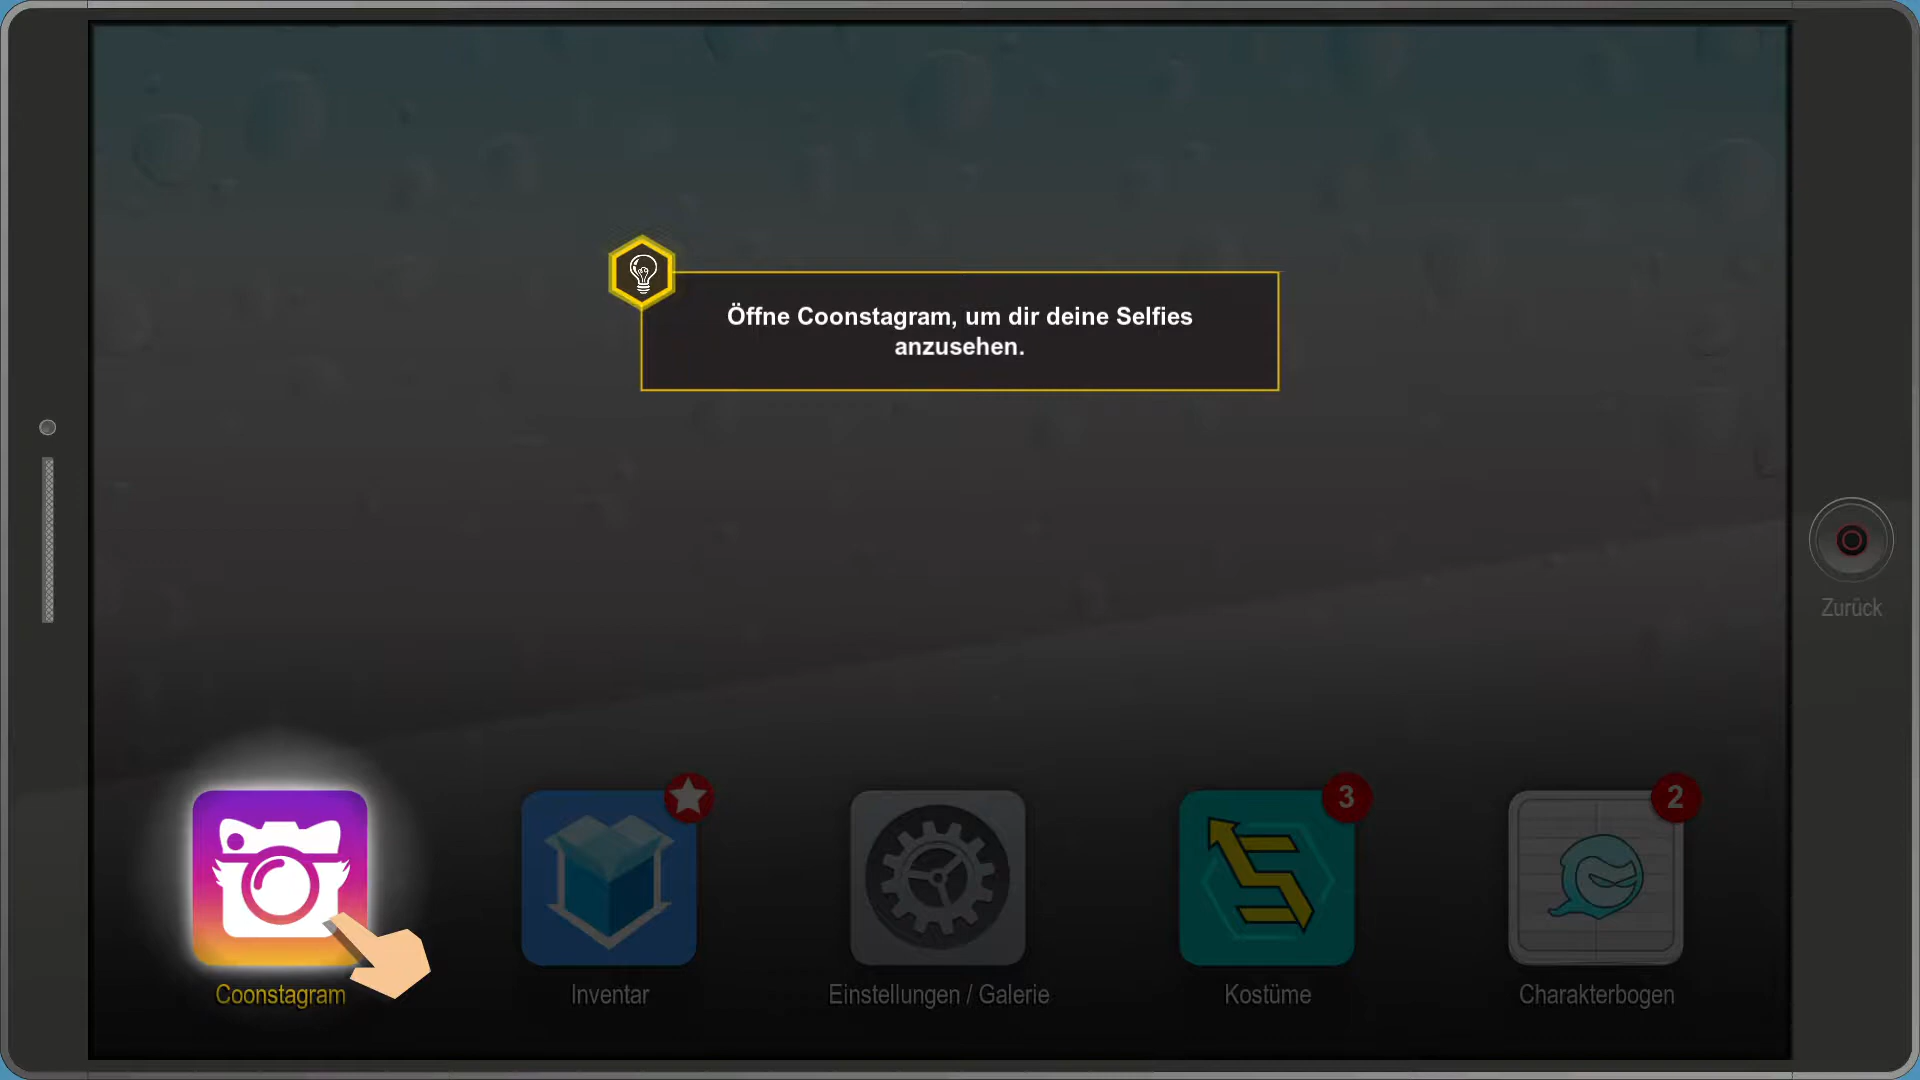 Öffne Coonstagram, um dir deine Selfies
anzusehen.
Zurück
3
2
Coonstagram
Inventar
Einstellungen / Galerie
Kostüme
Charakterbogen